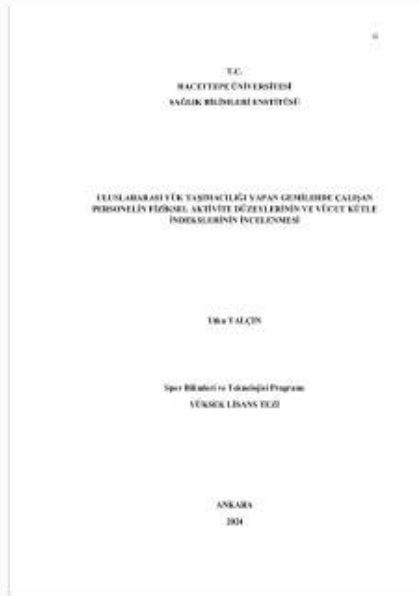 T.C.
HACETTEPE ÜNİVERSİTESİ
SAĞLIK BİLİMLERİ ENSTİTÜSÜ
ULUSLARARASI YÜK TAŞIMACILIĞI YAPAN GEMİLERDE ÇALIŞAN
PERSONELİN FİZİKSEL AKTİVİTE DÜZEYLERİNİN VE VÜCUT KÜTLE
İNDEKSLERİNİN İNCELENMESİ
Utku YALÇIN
Spor Bilimleri ve Teknolojisi Programı
YÜKSEK LİSANS TEZİ
ANKARA
2024